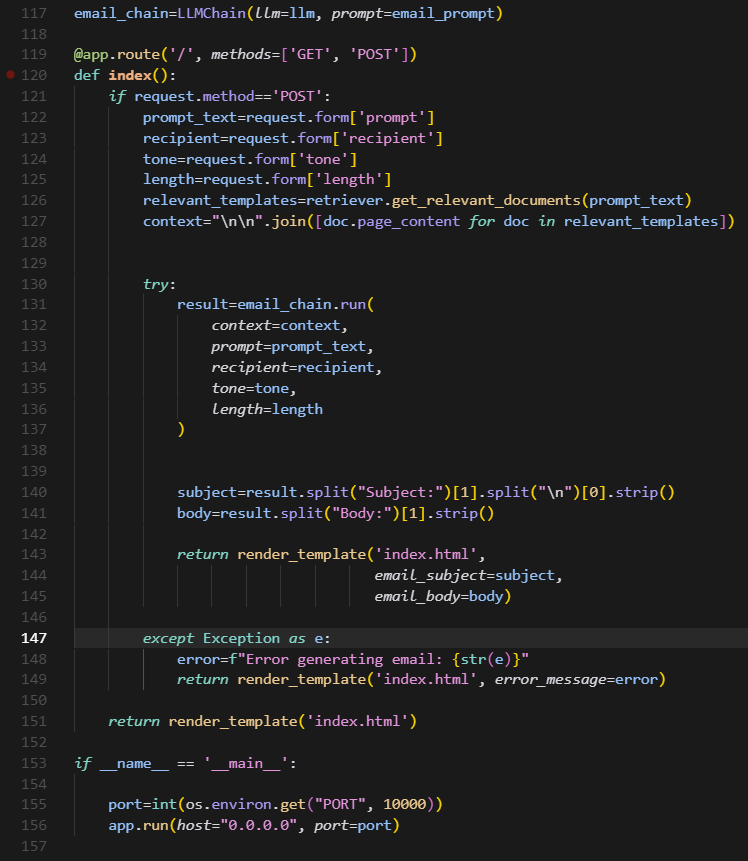 117 email_chain=LLMChain(llm=llm, prompt=email_prompt)
118
119 @app.route('/', methods=['GET', 'POST'])
120 def index():
121     if request.method=='POST':
122         prompt_text=request.form['prompt']
123         recipient=request.form['recipient']
124         tone=request.form['tone']
125         length=request.form['length']
126         relevant_templates=retriever.get_relevant_documents(prompt_text)
127         context="\n\n".join([doc.page_content for doc in relevant_templates])
128
129
130         try:
131             result=email_chain.run(
132                 context=context,
133                 prompt=prompt_text,
134                 recipient=recipient,
135                 tone=tone,
136                 length=length
137             )
138
139
140             subject=result.split("Subject:")[1].split("\n")[0].strip()
141             body=result.split("Body:")[1].strip()
142
143             return render_template('index.html',
144                                    email_subject=subject,
145                                    email_body=body)
146
147         except Exception as e:
148             error=f"Error generating email: {str(e)}"
149             return render_template('index.html', error_message=error)
150
151     return render_template('index.html')
152
153 if __name__ == '__main__':
154
155     port=int(os.environ.get("PORT", 10000))
156     app.run(host="0.0.0.0", port=port)
157